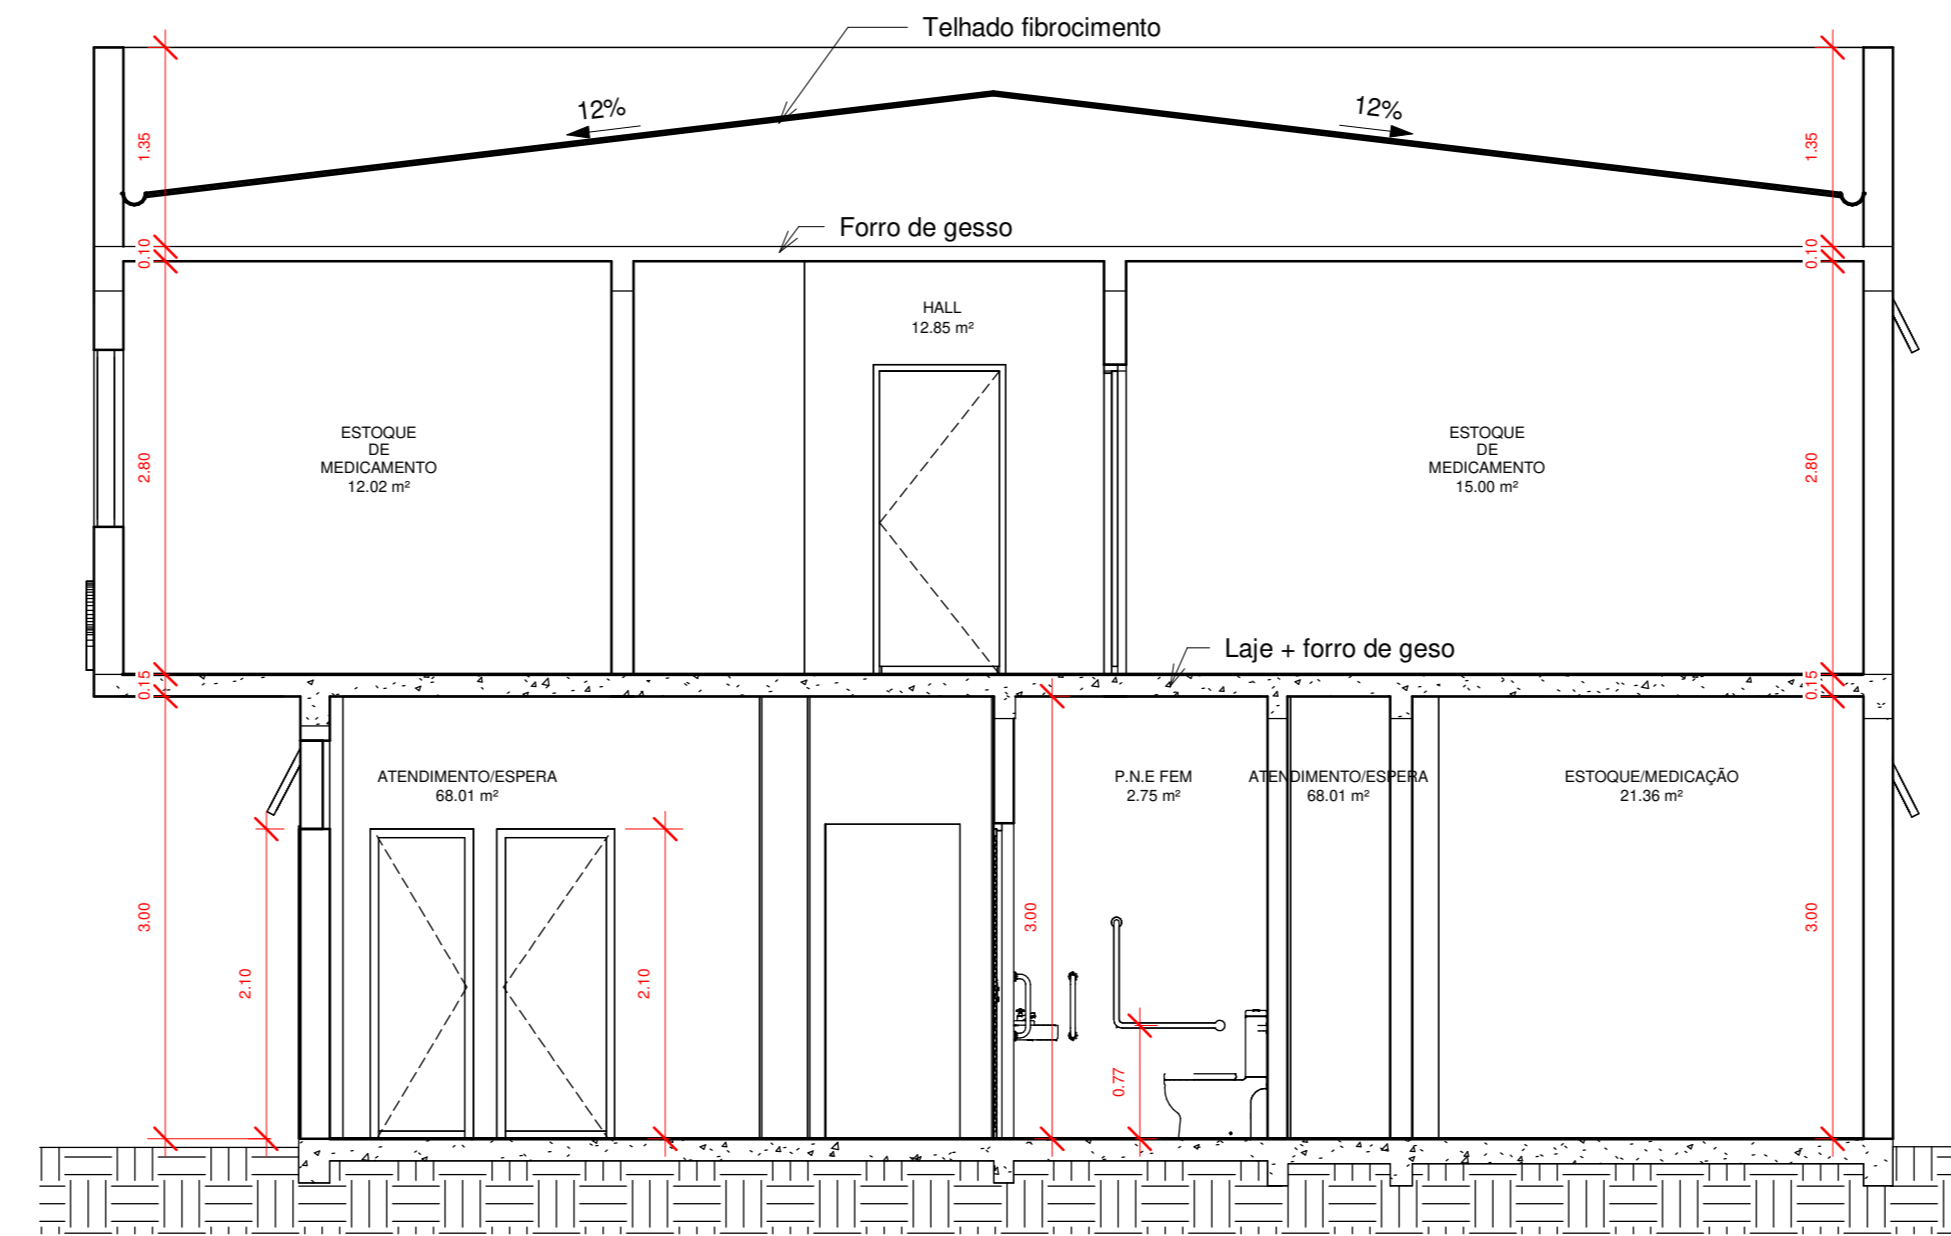 Telhado fibrocimento
12%
12%
1.35
1.35
Forro de gesso
0.10
0.10
HALL
12.85 m²
ESTOQUE
DE
MEDICAMENTO
12.02 m²
ESTOQUE
DE
MEDICAMENTO
15.00 m²
2.80
2.80
Laje + forro de geso
0.15
0.15
ATENDIMENTO/ESPERA
68.01 m²
P.N.E FEM
2.75 m²
ATENDIMENTO/ESPERA
68.01 m²
ESTOQUE/MEDICAÇÃO
21.36 m²
3.00
2.10
2.10
3.00
0.77
3.00